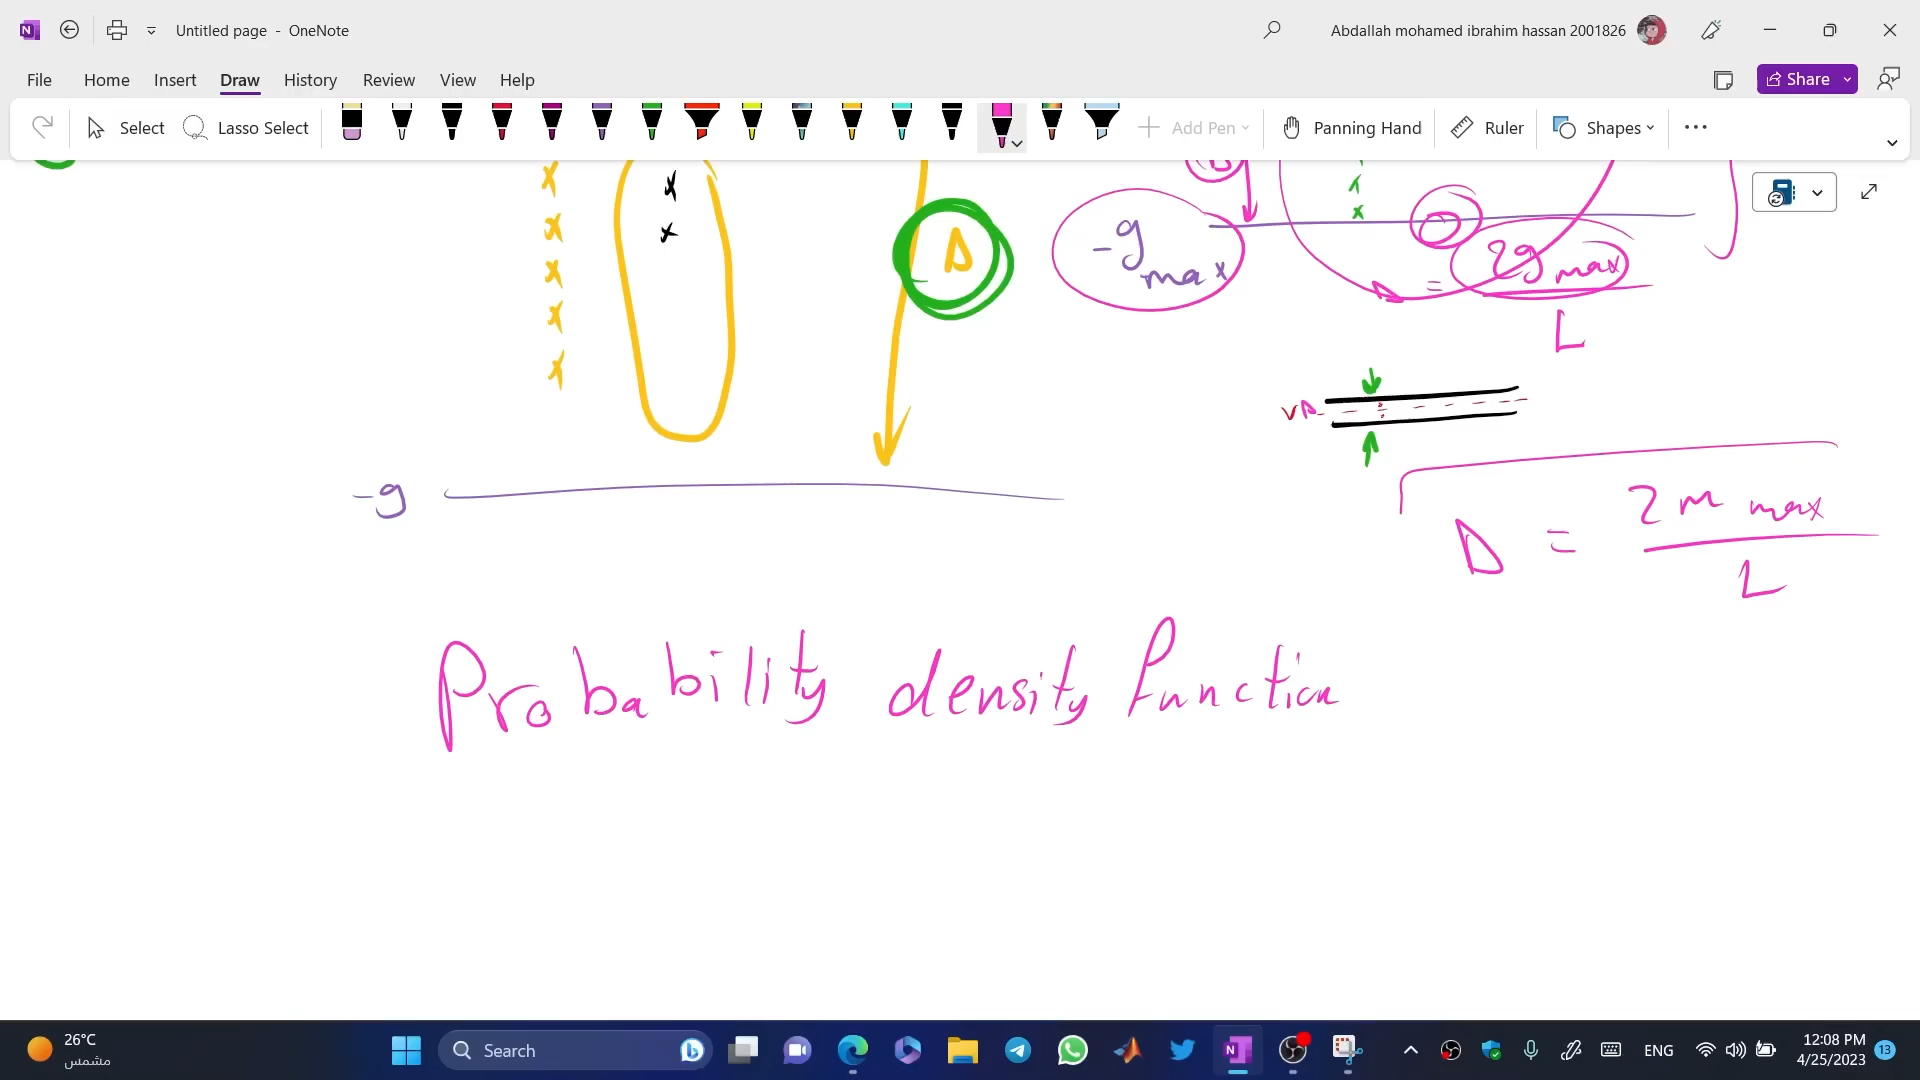 Untitled page - OneNote
Abdallah mohamed ibrahim hassan 2001826
File Home Insert Draw History Review View Help
Share
Select Lasso Select Add Pen Panning Hand Ruler Shapes
x x
x x
x
x
x
x
x
Δ
-g max
Δ = 2g max
L
-g
Δ = 2 m max
L
Probability density function
26°C
مشمس
Search
ENG
12:08 PM
4/25/2023
13